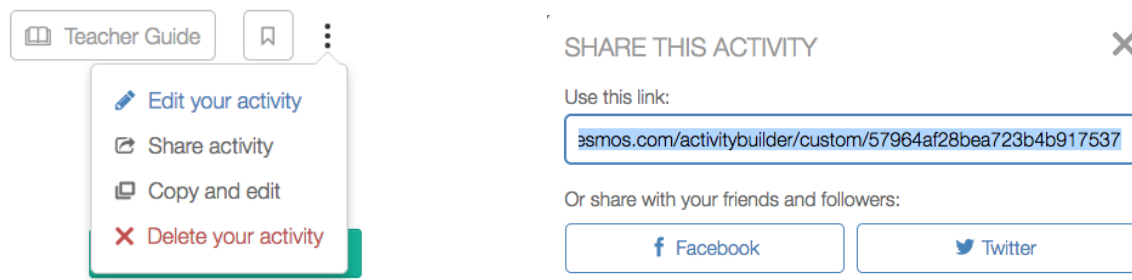 Teacher Guide
Edit your activity
Share activity
Copy and edit
Delete your activity
SHARE THIS ACTIVITY
Use this link:
esmos.com/activitybuilder/custom/57964af28bea723b4b917537
Or share with your friends and followers:
Facebook
Twitter